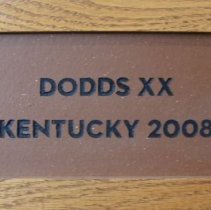 DODDS XX
KENTUCKY 2008